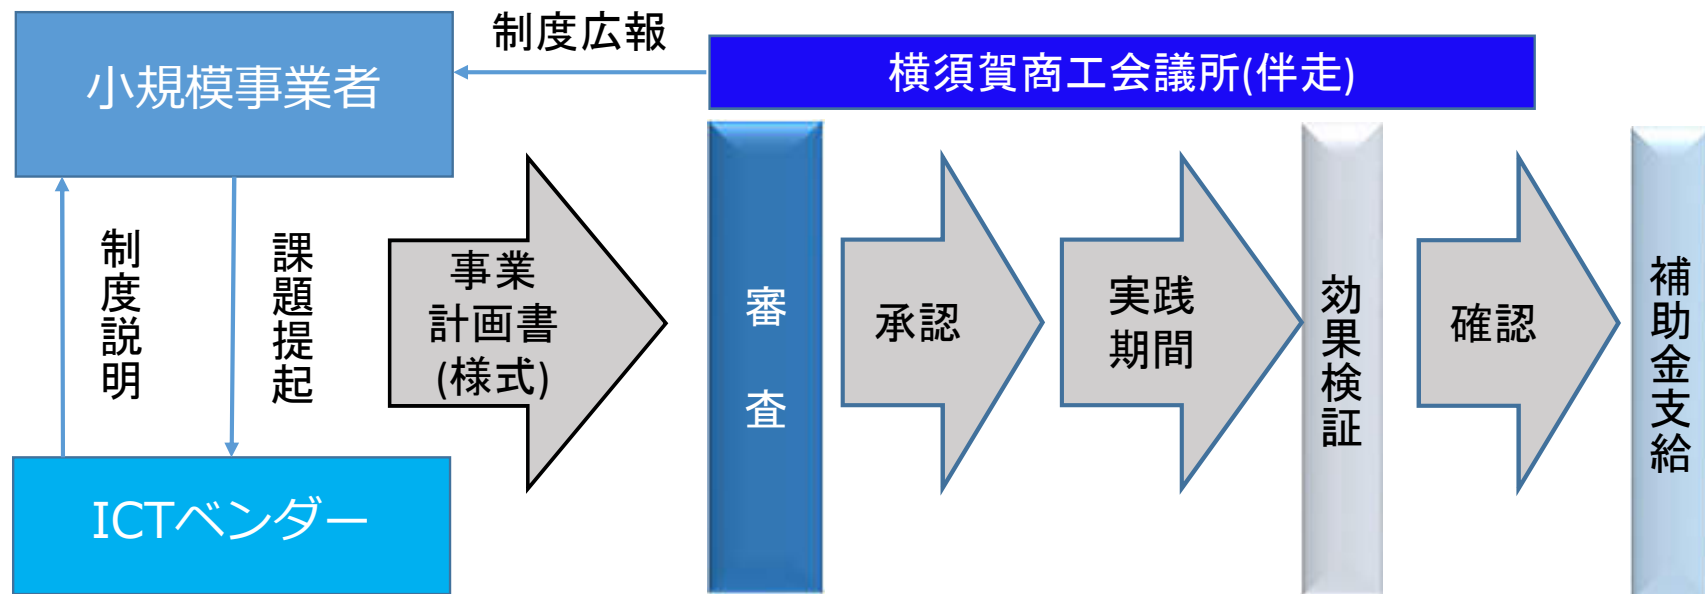 制度広報
小規模事業者
横須賀商工会議所(伴走)
制度説明
課題提起
ICTベンダー
事業
計画書
(様式)
審査
承認
実践
期間
効果検証
確認
補助金支給